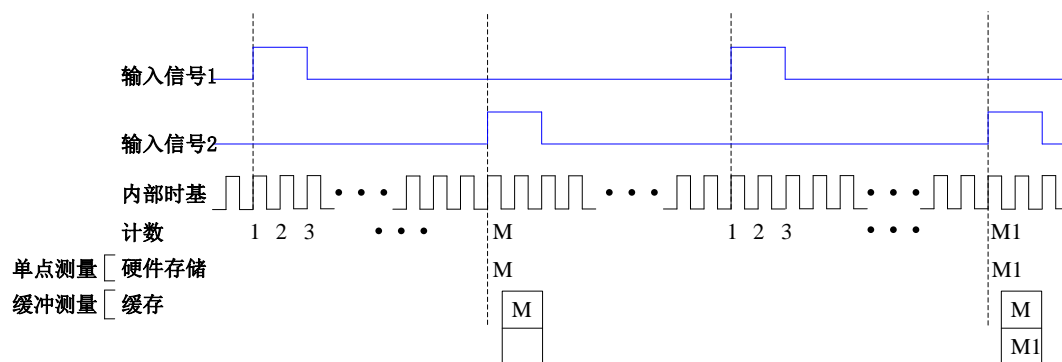 输入信号1
输入信号2
内部时基 • • • • • • • • •
计数 1 2 3 • • • M 1 2 3 • • • M1
单点测量 硬件存储 M M1
缓冲测量 缓存 M M
M1